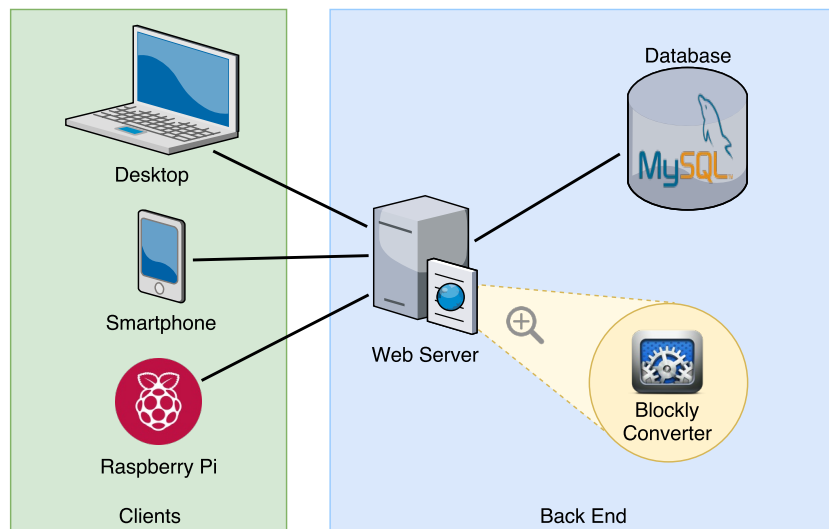 Database
MySQL
Desktop
Smartphone
Web Server
Blockly
Converter
Raspberry Pi
Clients
Back End